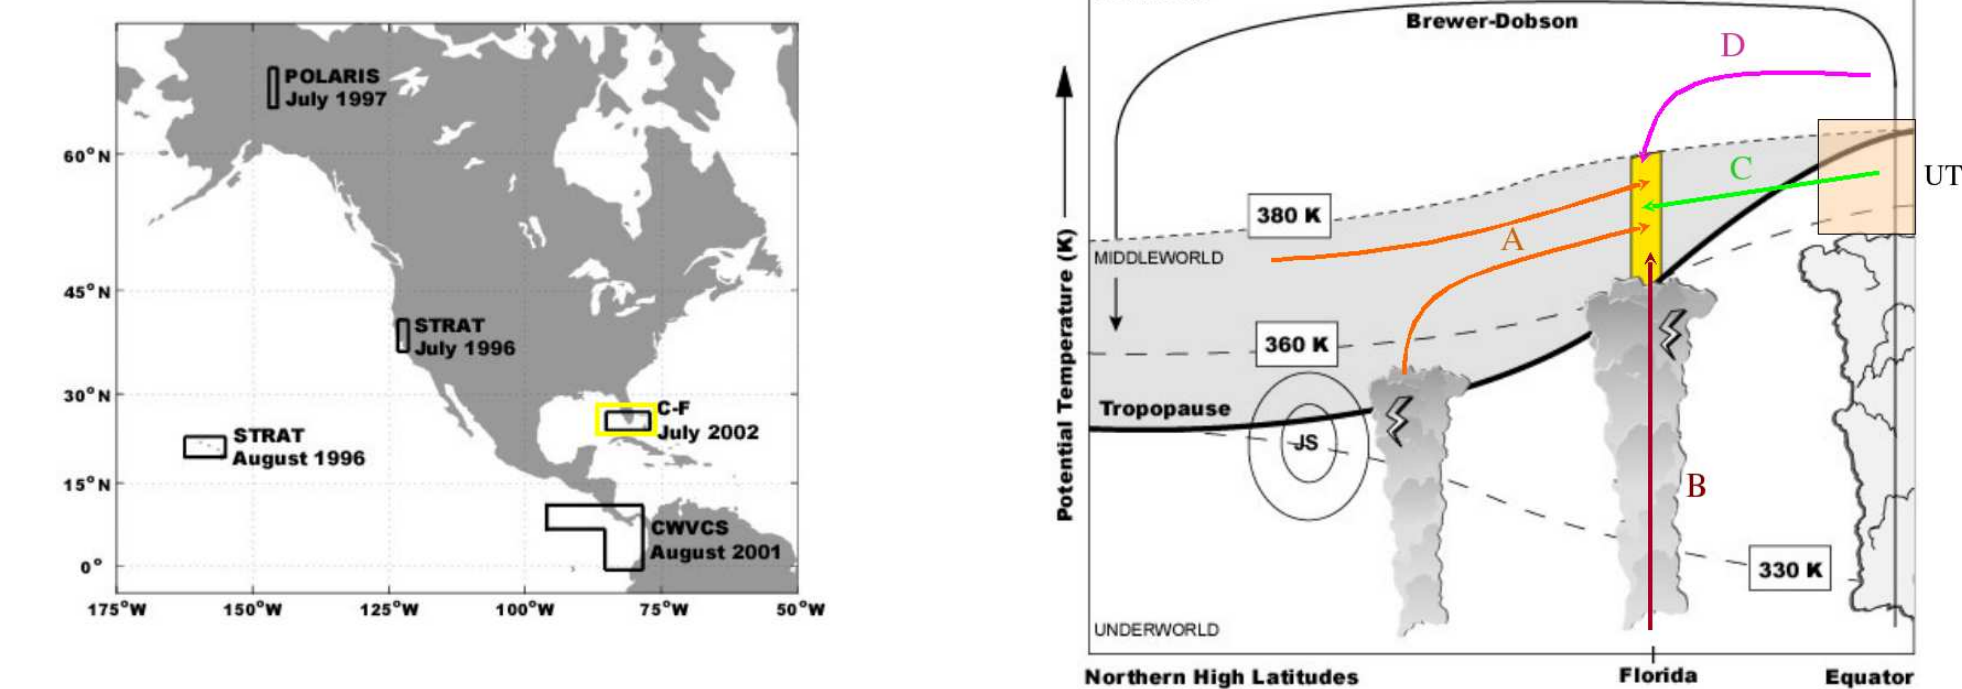 POLARIS
July 1997
60°N
45°N
STRAT
July 1996
30°N
C-F
July 2002
STRAT
August 1996
15°N
CWVCS
August 2001
0°
175°W
150°W
125°W
100°W
75°W
50°W
Brewer-Dobson
D
C
UT
380 K
A
MIDDLEWORLD
360 K
Tropopause
JS
B
330 K
UNDERWORLD
Potential Temperature (K)
Northern High Latitudes
Florida
Equator